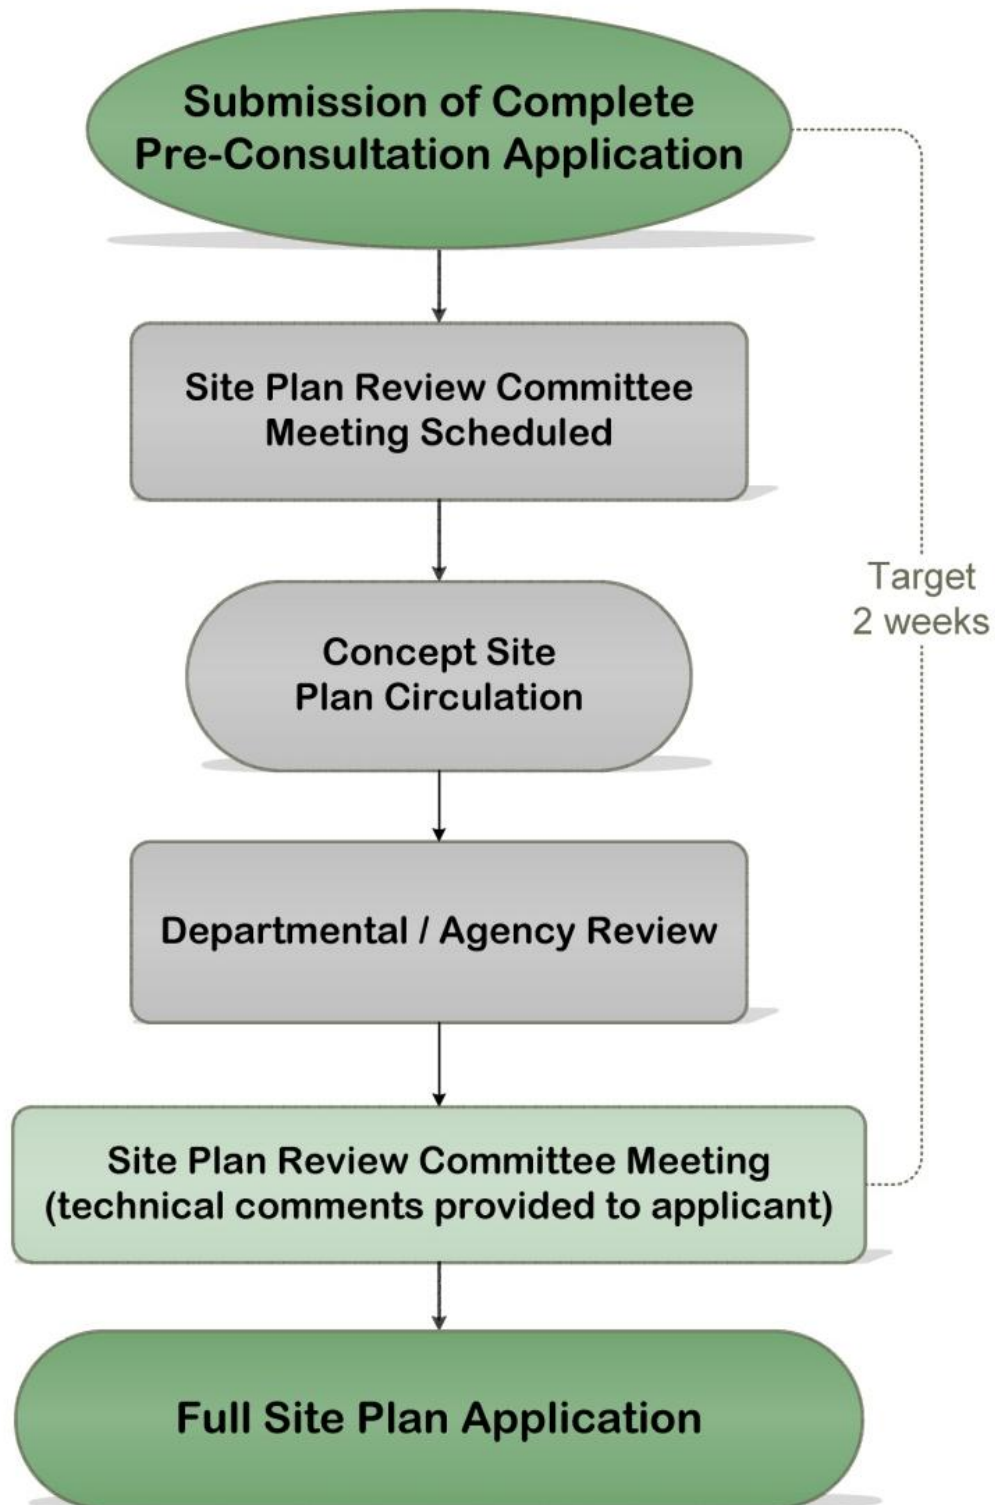 Submission of Complete
Pre-Consultation Application
Site Plan Review Committee
Meeting Scheduled
Target
2 weeks
Concept Site
Plan Circulation
Departmental / Agency Review
Site Plan Review Committee Meeting
(technical comments provided to applicant)
Full Site Plan Application